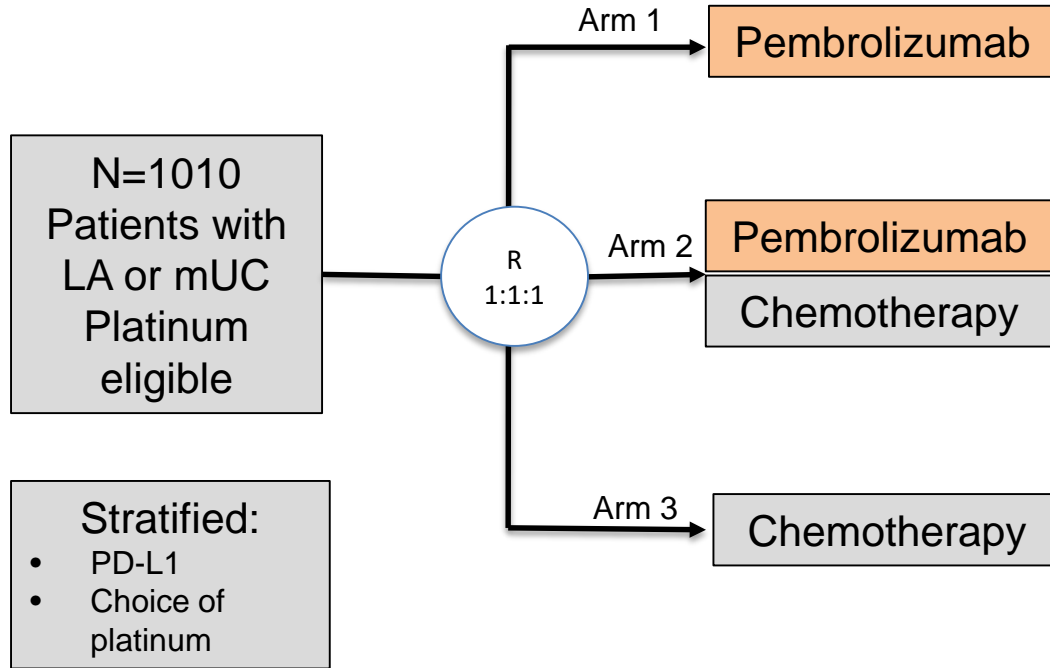 Arm 1
Pembrolizumab
N=1010
Patients with
LA or mUC
Platinum
eligible
R
1:1:1
Arm 2
Pembrolizumab
Chemotherapy
Stratified:
• PD-L1
• Choice of
platinum
Arm 3
Chemotherapy